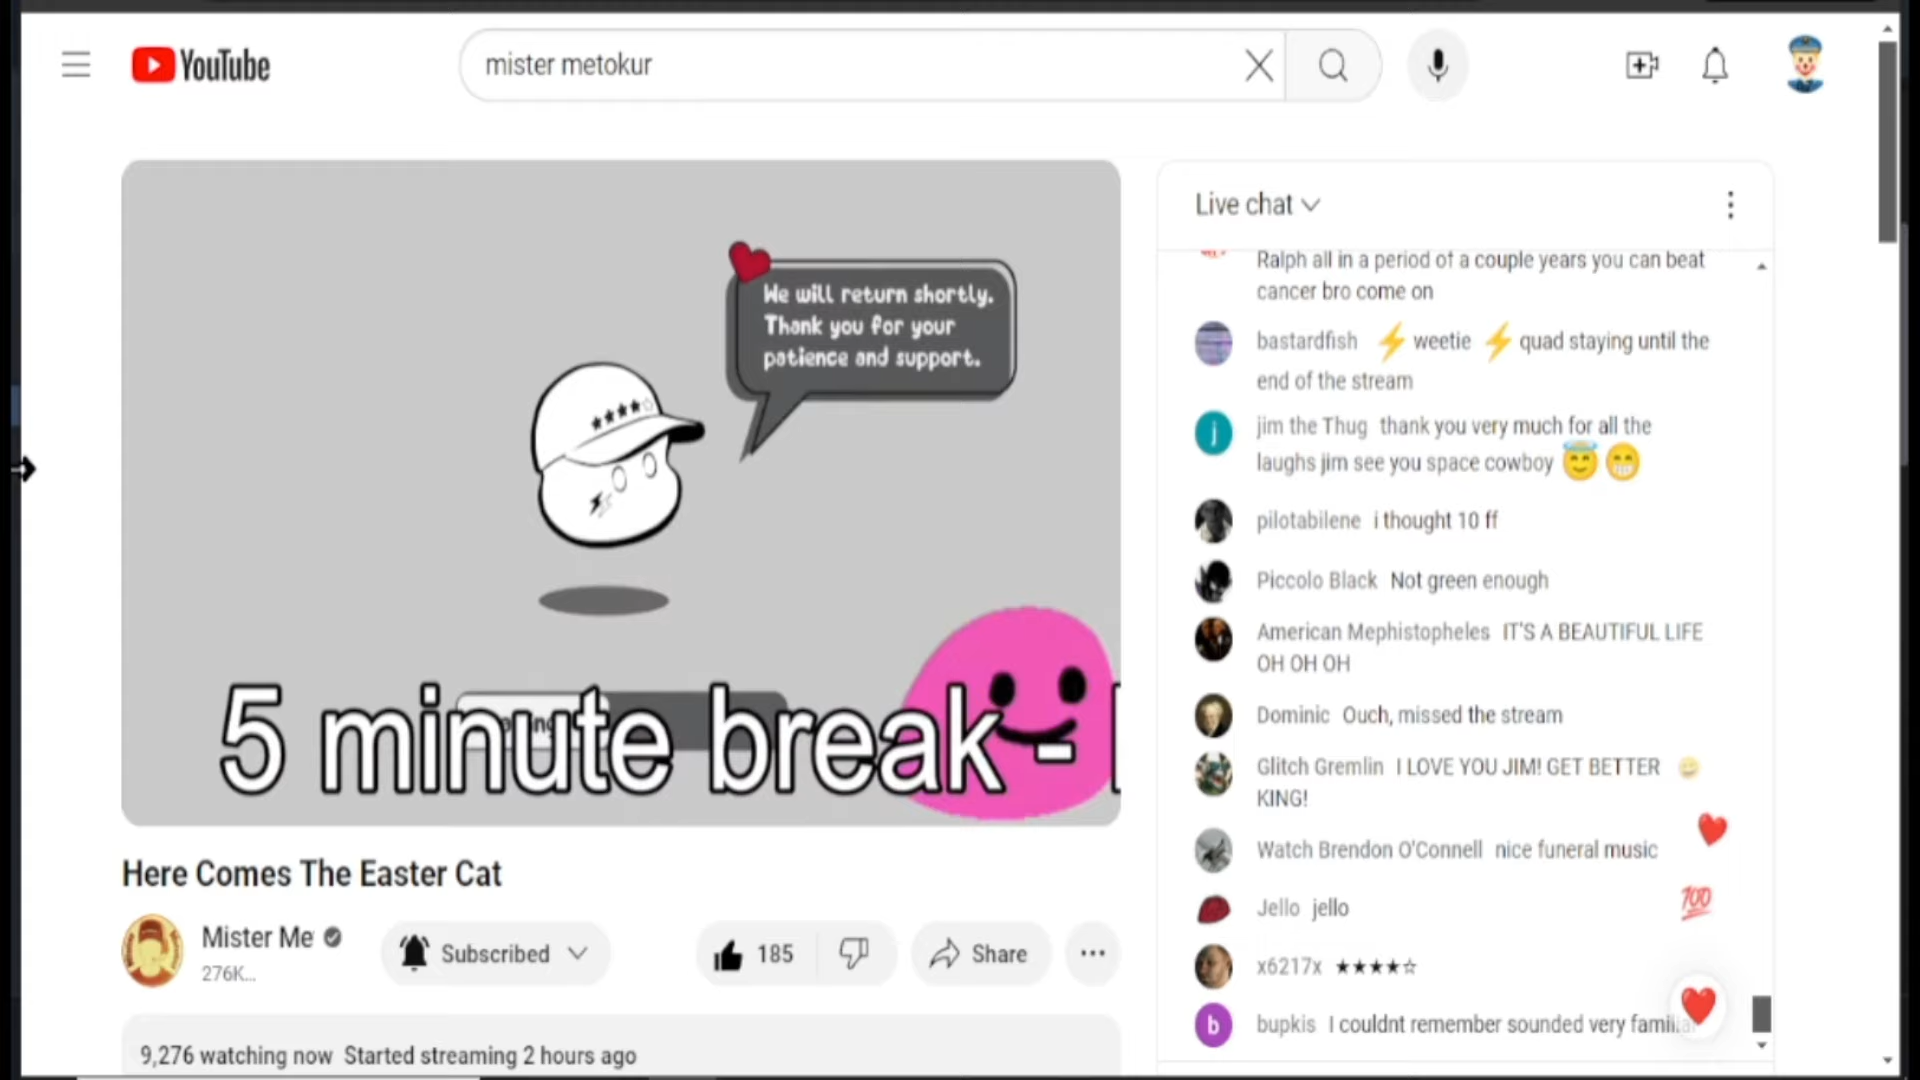 YouTube
mister metokur
We will return shortly.
Thank you for your
patience and support.
5 minute break -
Here Comes The Easter Cat
Mister Me
276K...
Subscribed
185
Share
9,276 watching now Started streaming 2 hours ago
Live chat
Ralph all in a period of a couple years you can beat
cancer bro come on
bastardfish ⚡ weetie ⚡ quad staying until the
end of the stream
j
jim the Thug thank you very much for all the
laughs jim see you space cowboy 😇 😁
pilotabilene i thought 10 ff
Piccolo Black Not green enough
American Mephistopheles IT'S A BEAUTIFUL LIFE
OH OH OH
Dominic Ouch, missed the stream
Glitch Gremlin I LOVE YOU JIM! GET BETTER
KING!
Watch Brendon O'Connell nice funeral music
Jello jello
100
x6217x ★★★★☆
b
bupkis I couldnt remember sounded very